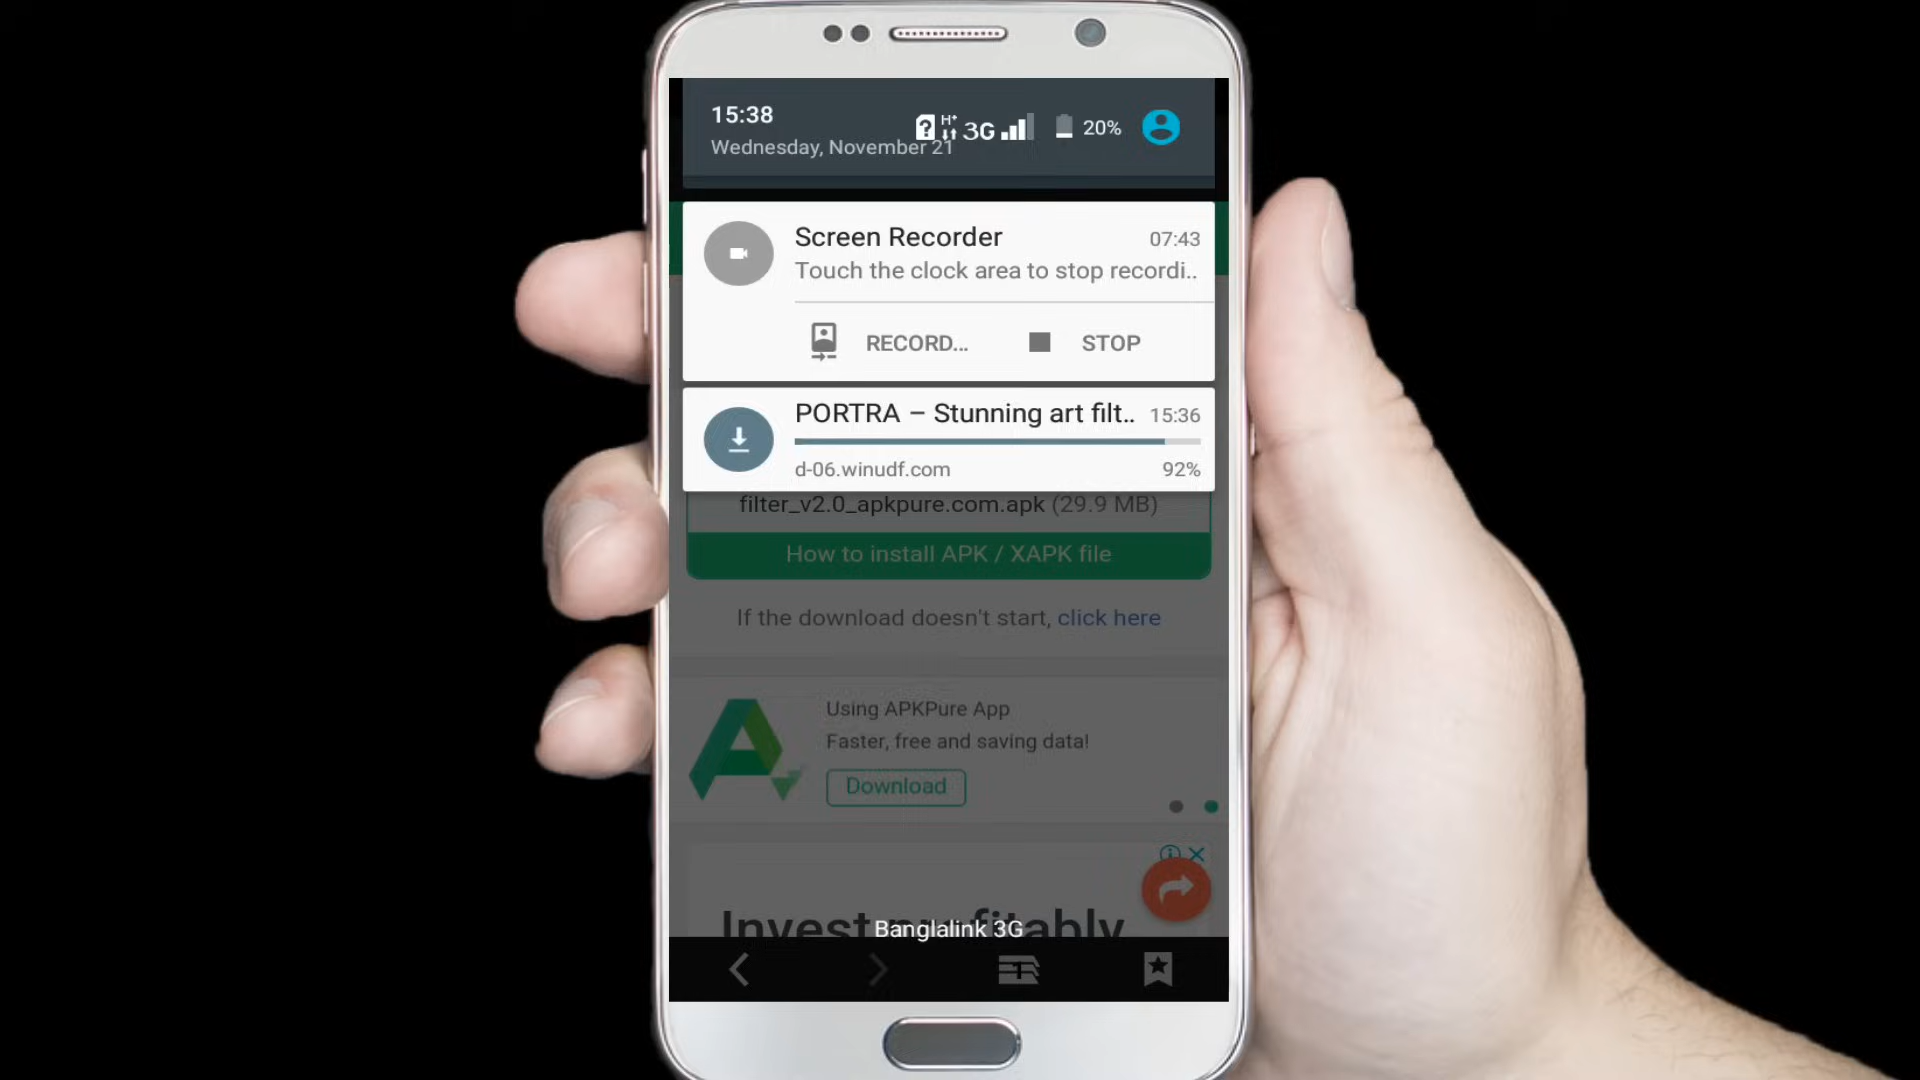 15:38
H+ 3G 20%
Wednesday, November 21
Screen Recorder 07:43
Touch the clock area to stop recordi..
RECORD... STOP
PORTRA – Stunning art filt.. 15:36
d-06.winudf.com 92%
filter_v2.0_apkpure.com.apk (29.9 MB)
How to install APK / XAPK file
If the download doesn't start, click here
Using APKPure App
Faster, free and saving data!
Download
Invest profitably
Banglalink 3G
1